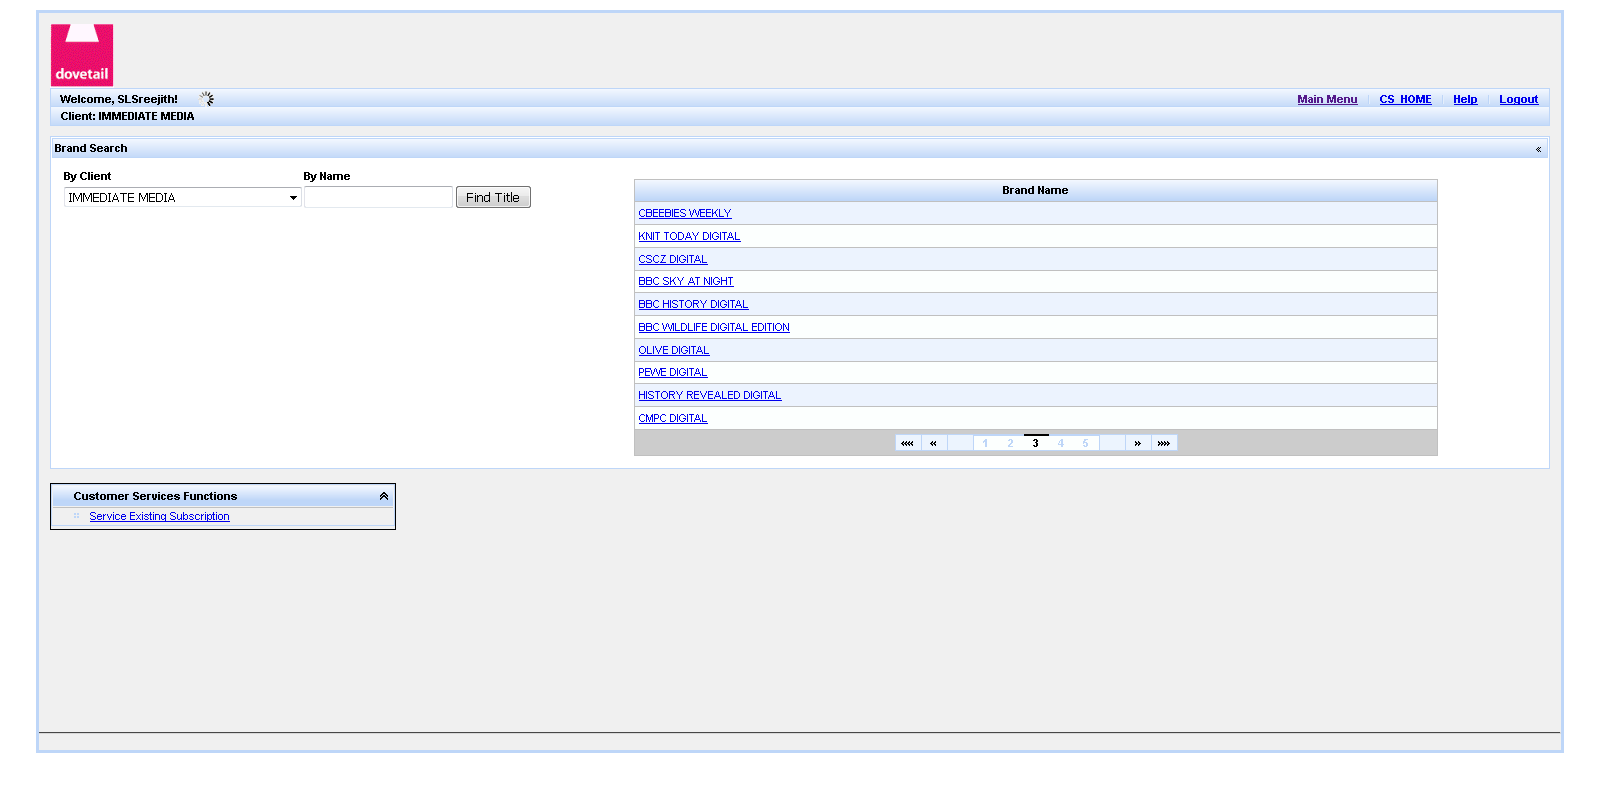 dovetail
Welcome, SLSreejith!
Main Menu CS_HOME Help Logout
Client: IMMEDIATE MEDIA
Brand Search «
By Client By Name
IMMEDIATE MEDIA Find Title
Brand Name
CBEEBIES WEEKLY
KNIT TODAY DIGITAL
CSCZ DIGITAL
BBC SKY AT NIGHT
BBC HISTORY DIGITAL
BBC WILDLIFE DIGITAL EDITION
OLIVE DIGITAL
PEWE DIGITAL
HISTORY REVEALED DIGITAL
CMPC DIGITAL
«« « 1 2 3 4 5 » »»
Customer Services Functions
Service Existing Subscription